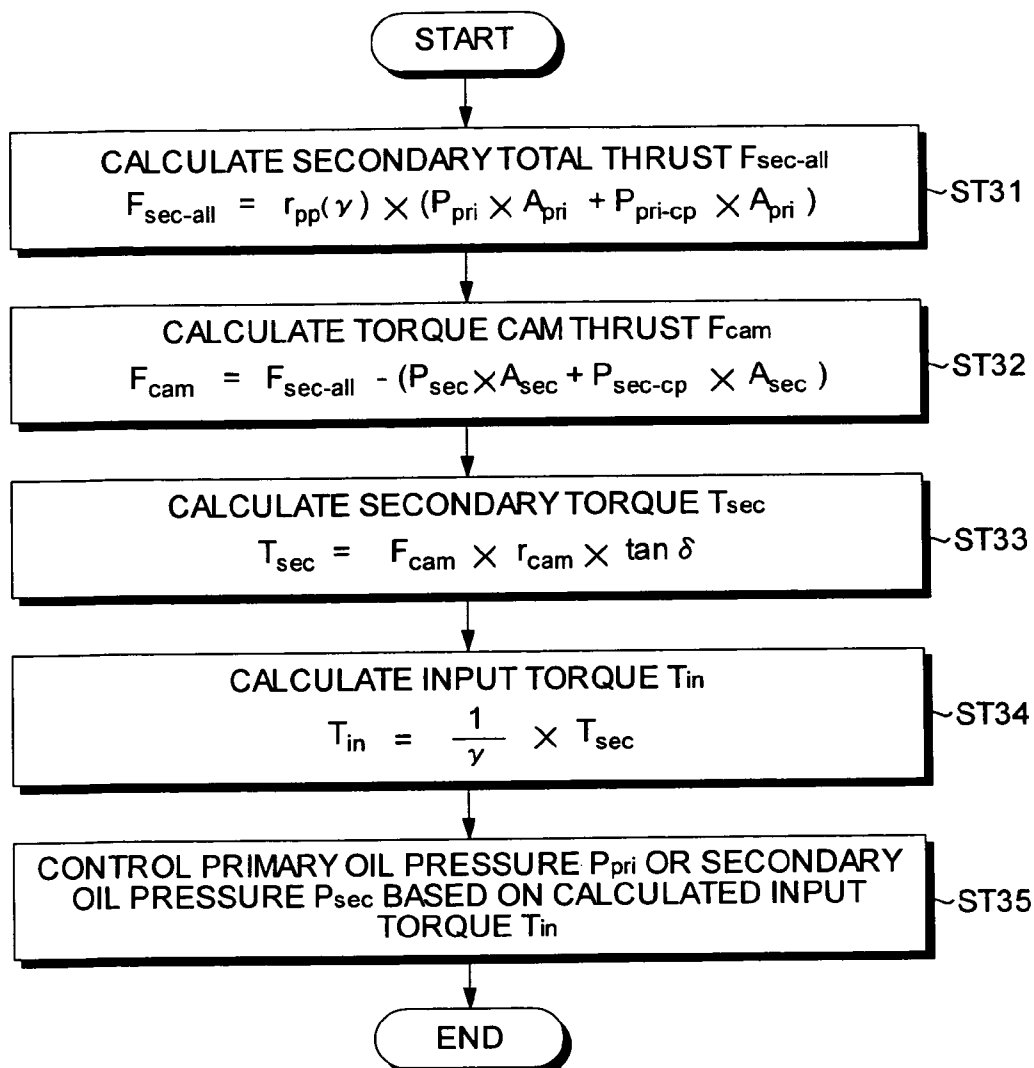 START
CALCULATE SECONDARY TOTAL THRUST Fsec-all
Fsec-all = rpp(γ) × (Ppri × Apri + Ppri-cp × Apri)
ST31
CALCULATE TORQUE CAM THRUST Fcam
Fcam = Fsec-all - (Psec × Asec + Psec-cp × Asec)
ST32
CALCULATE SECONDARY TORQUE Tsec
Tsec = Fcam × rcam × tan δ
ST33
CALCULATE INPUT TORQUE Tin
Tin = 1/γ × Tsec
ST34
CONTROL PRIMARY OIL PRESSURE Ppri OR SECONDARY
OIL PRESSURE Psec BASED ON CALCULATED INPUT
TORQUE Tin
ST35
END